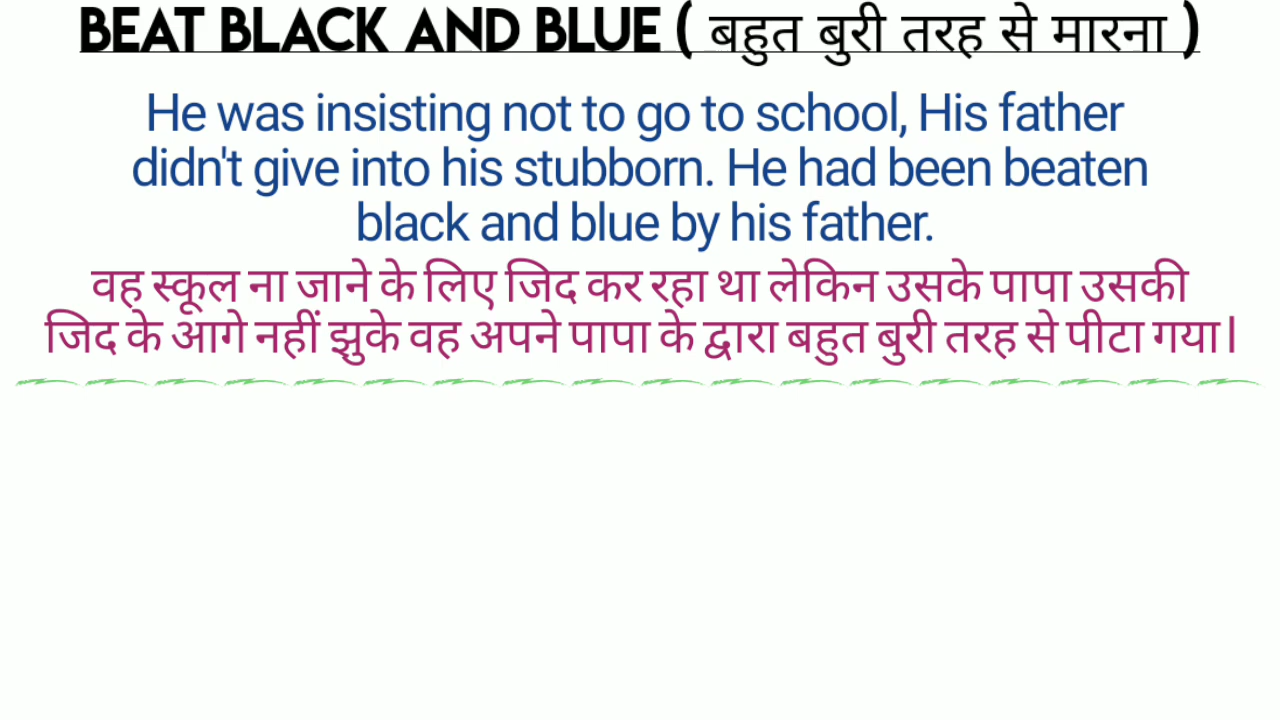 BEAT BLACK AND BLUE ( बहुत बुरी तरह से मारना )
He was insisting not to go to school, His father
didn't give into his stubborn. He had been beaten
black and blue by his father.
वह स्कूल ना जाने के लिए जिद कर रहा था लेकिन उसके पापा उसकी
जिद के आगे नहीं झुके वह अपने पापा के द्वारा बहुत बुरी तरह से पीटा गया।